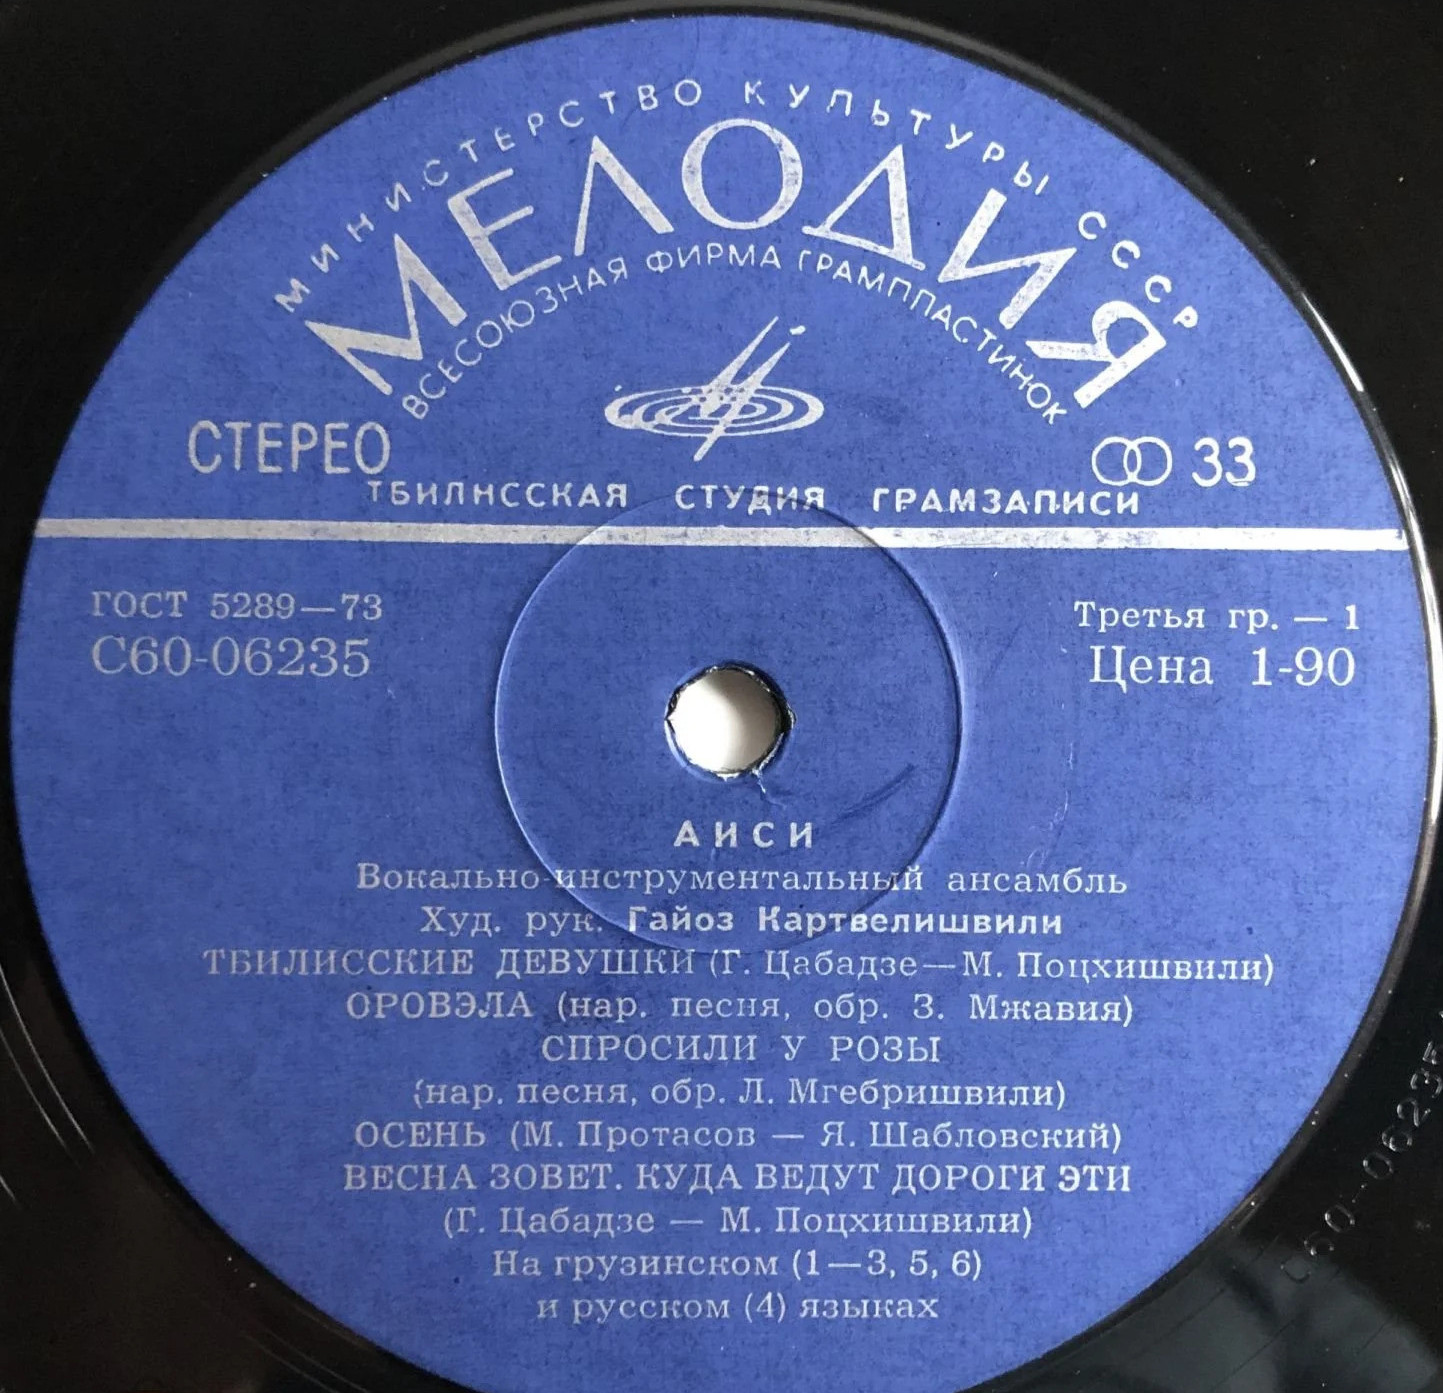 МИНИСТЕРСТВО КУЛЬТУРЫ СССР
МЕЛОДИЯ
ВСЕСОЮЗНАЯ ФИРМА ГРАМПЛАСТИНОК
СТЕРЕО
33
ТБИЛИССКАЯ СТУДИЯ ГРАМЗАПИСИ
ГОСТ 5289—73
С60-06235
Третья гр. — 1
Цена 1-90
АИСИ
Вокально-инструментальный ансамбль
Худ. рук. Гайоз Картвелишвили
ТБИЛИССКИЕ ДЕВУШКИ (Г. Цабадзе—М. Поцхишвили)
ОРОВЭЛА (нар. песня, обр. З. Мжавия)
СПРОСИЛИ У РОЗЫ
(нар. песня, обр. Л. Мгебришвили)
ОСЕНЬ (М. Протасов — Я. Шабловский)
ВЕСНА ЗОВЕТ. КУДА ВЕДУТ ДОРОГИ ЭТИ
(Г. Цабадзе — М. Поцхишвили)
На грузинском (1—3, 5, 6)
и русском (4) языках